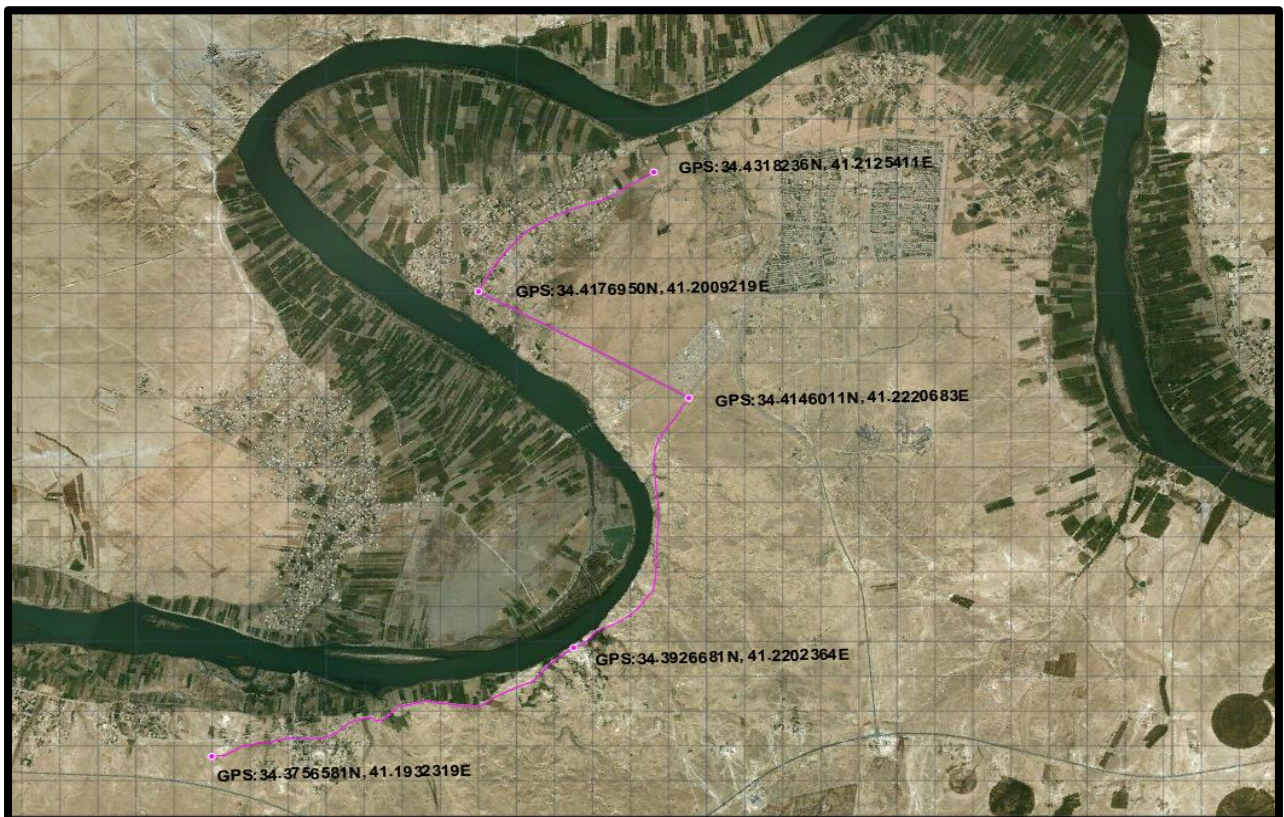 GPS:34.4318236N, 41.2125411E
GPS:34.4176950N, 41.2009219E
GPS:34.4146011N, 41.2220683E
GPS:34.3926681N, 41.2202364E
GPS:34.3756581N, 41.1932319E